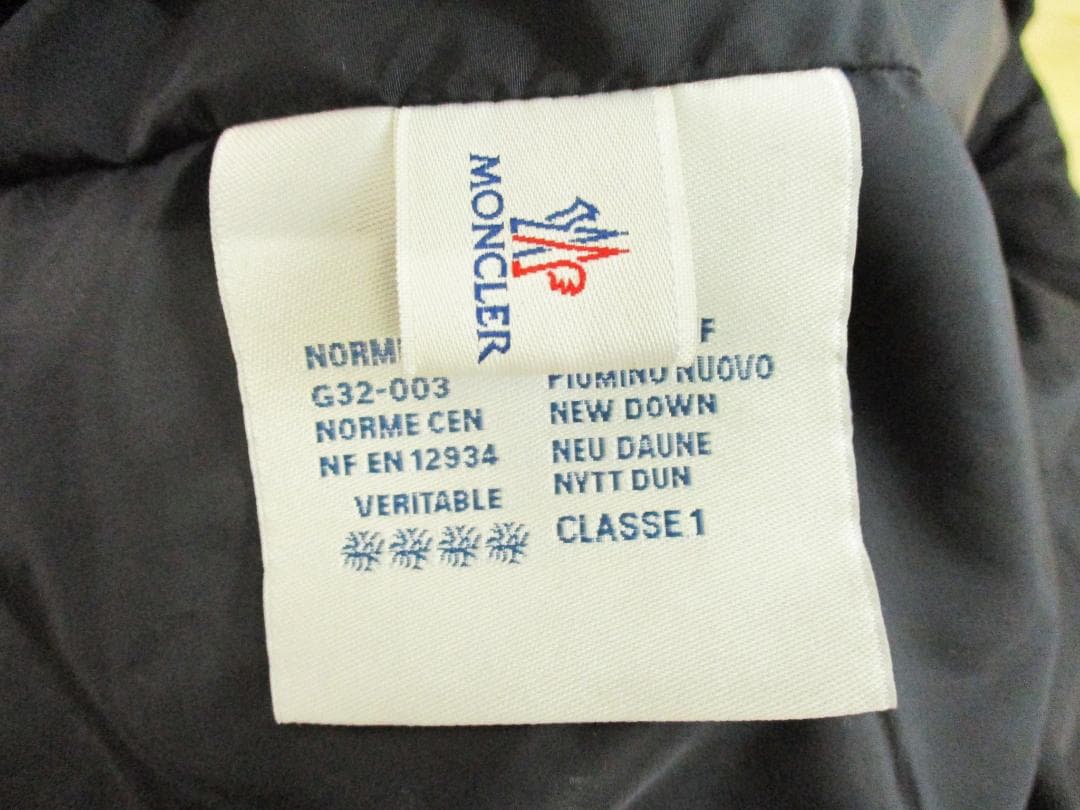 MONCLER
NORM
G32-003
NORME CEN
NF EN 12934
VERITABLE
F
PIUMINO NUOVO
NEW DOWN
NEU DAUNE
NYTT DUN
CLASSE 1